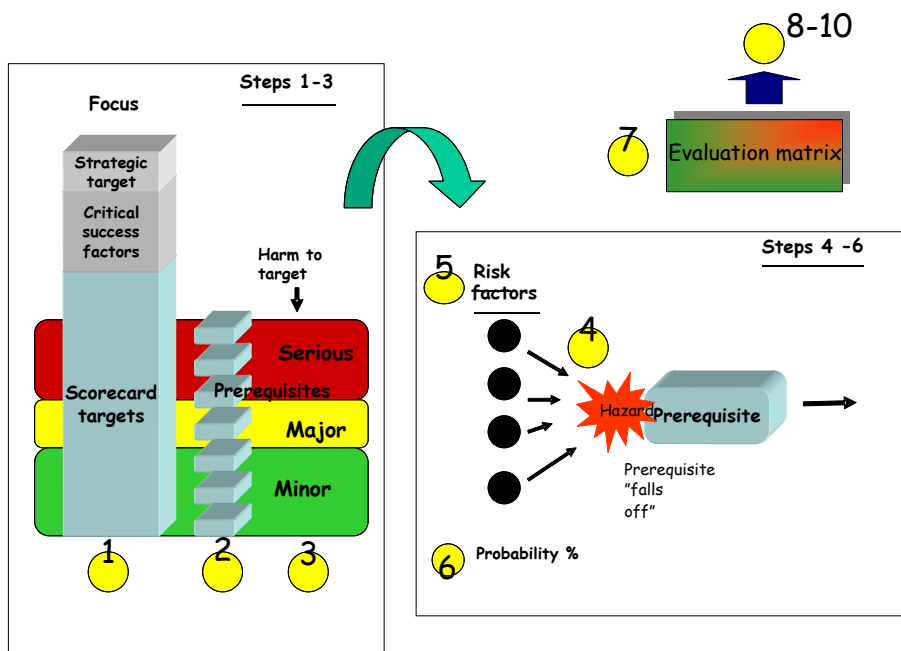 8-10
Steps 1-3
Focus
7
Evaluation matrix
Strategic
target
Critical
success
factors
Harm to
target
Serious
Scorecard
targets
Prerequisites
Major
Minor
1
2
3
Steps 4 -6
5
Risk
factors
4
Hazard
Prerequisite
Prerequisite
"falls
off"
6
Probability %